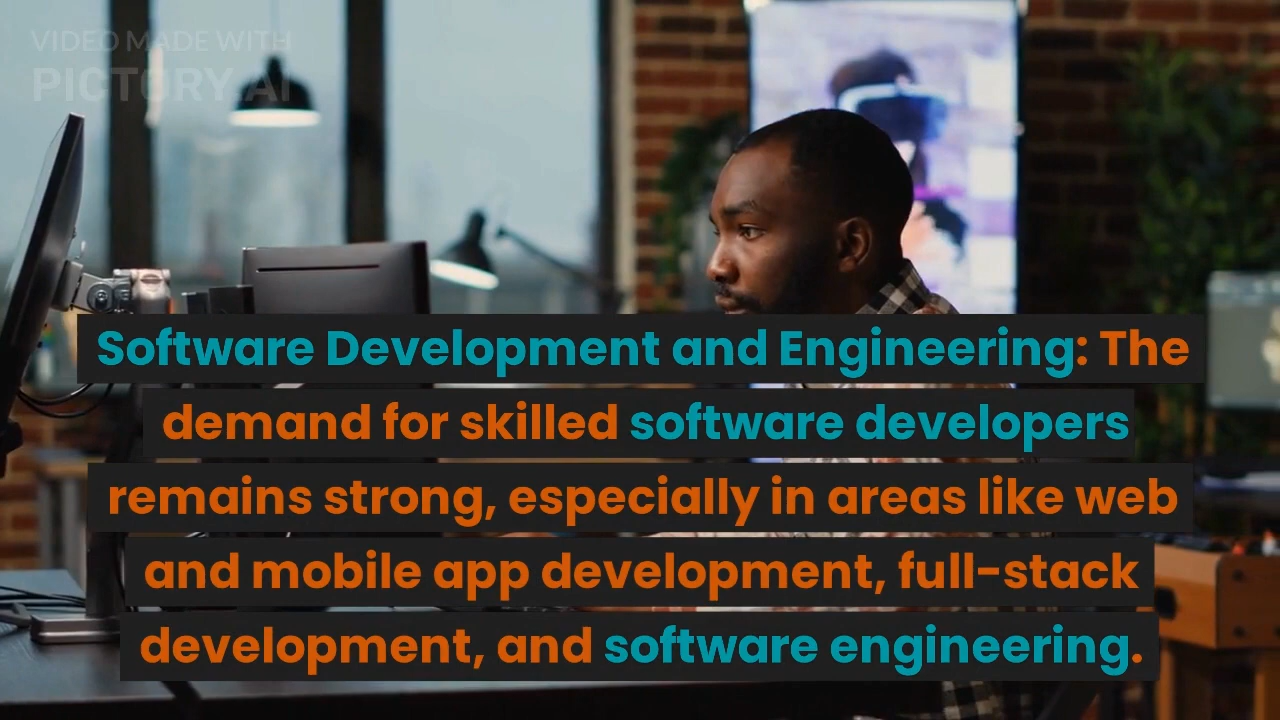 VIDEO MADE WITH
PICTORY.AI
Software Development and Engineering: The
demand for skilled software developers
remains strong, especially in areas like web
and mobile app development, full-stack
development, and software engineering.